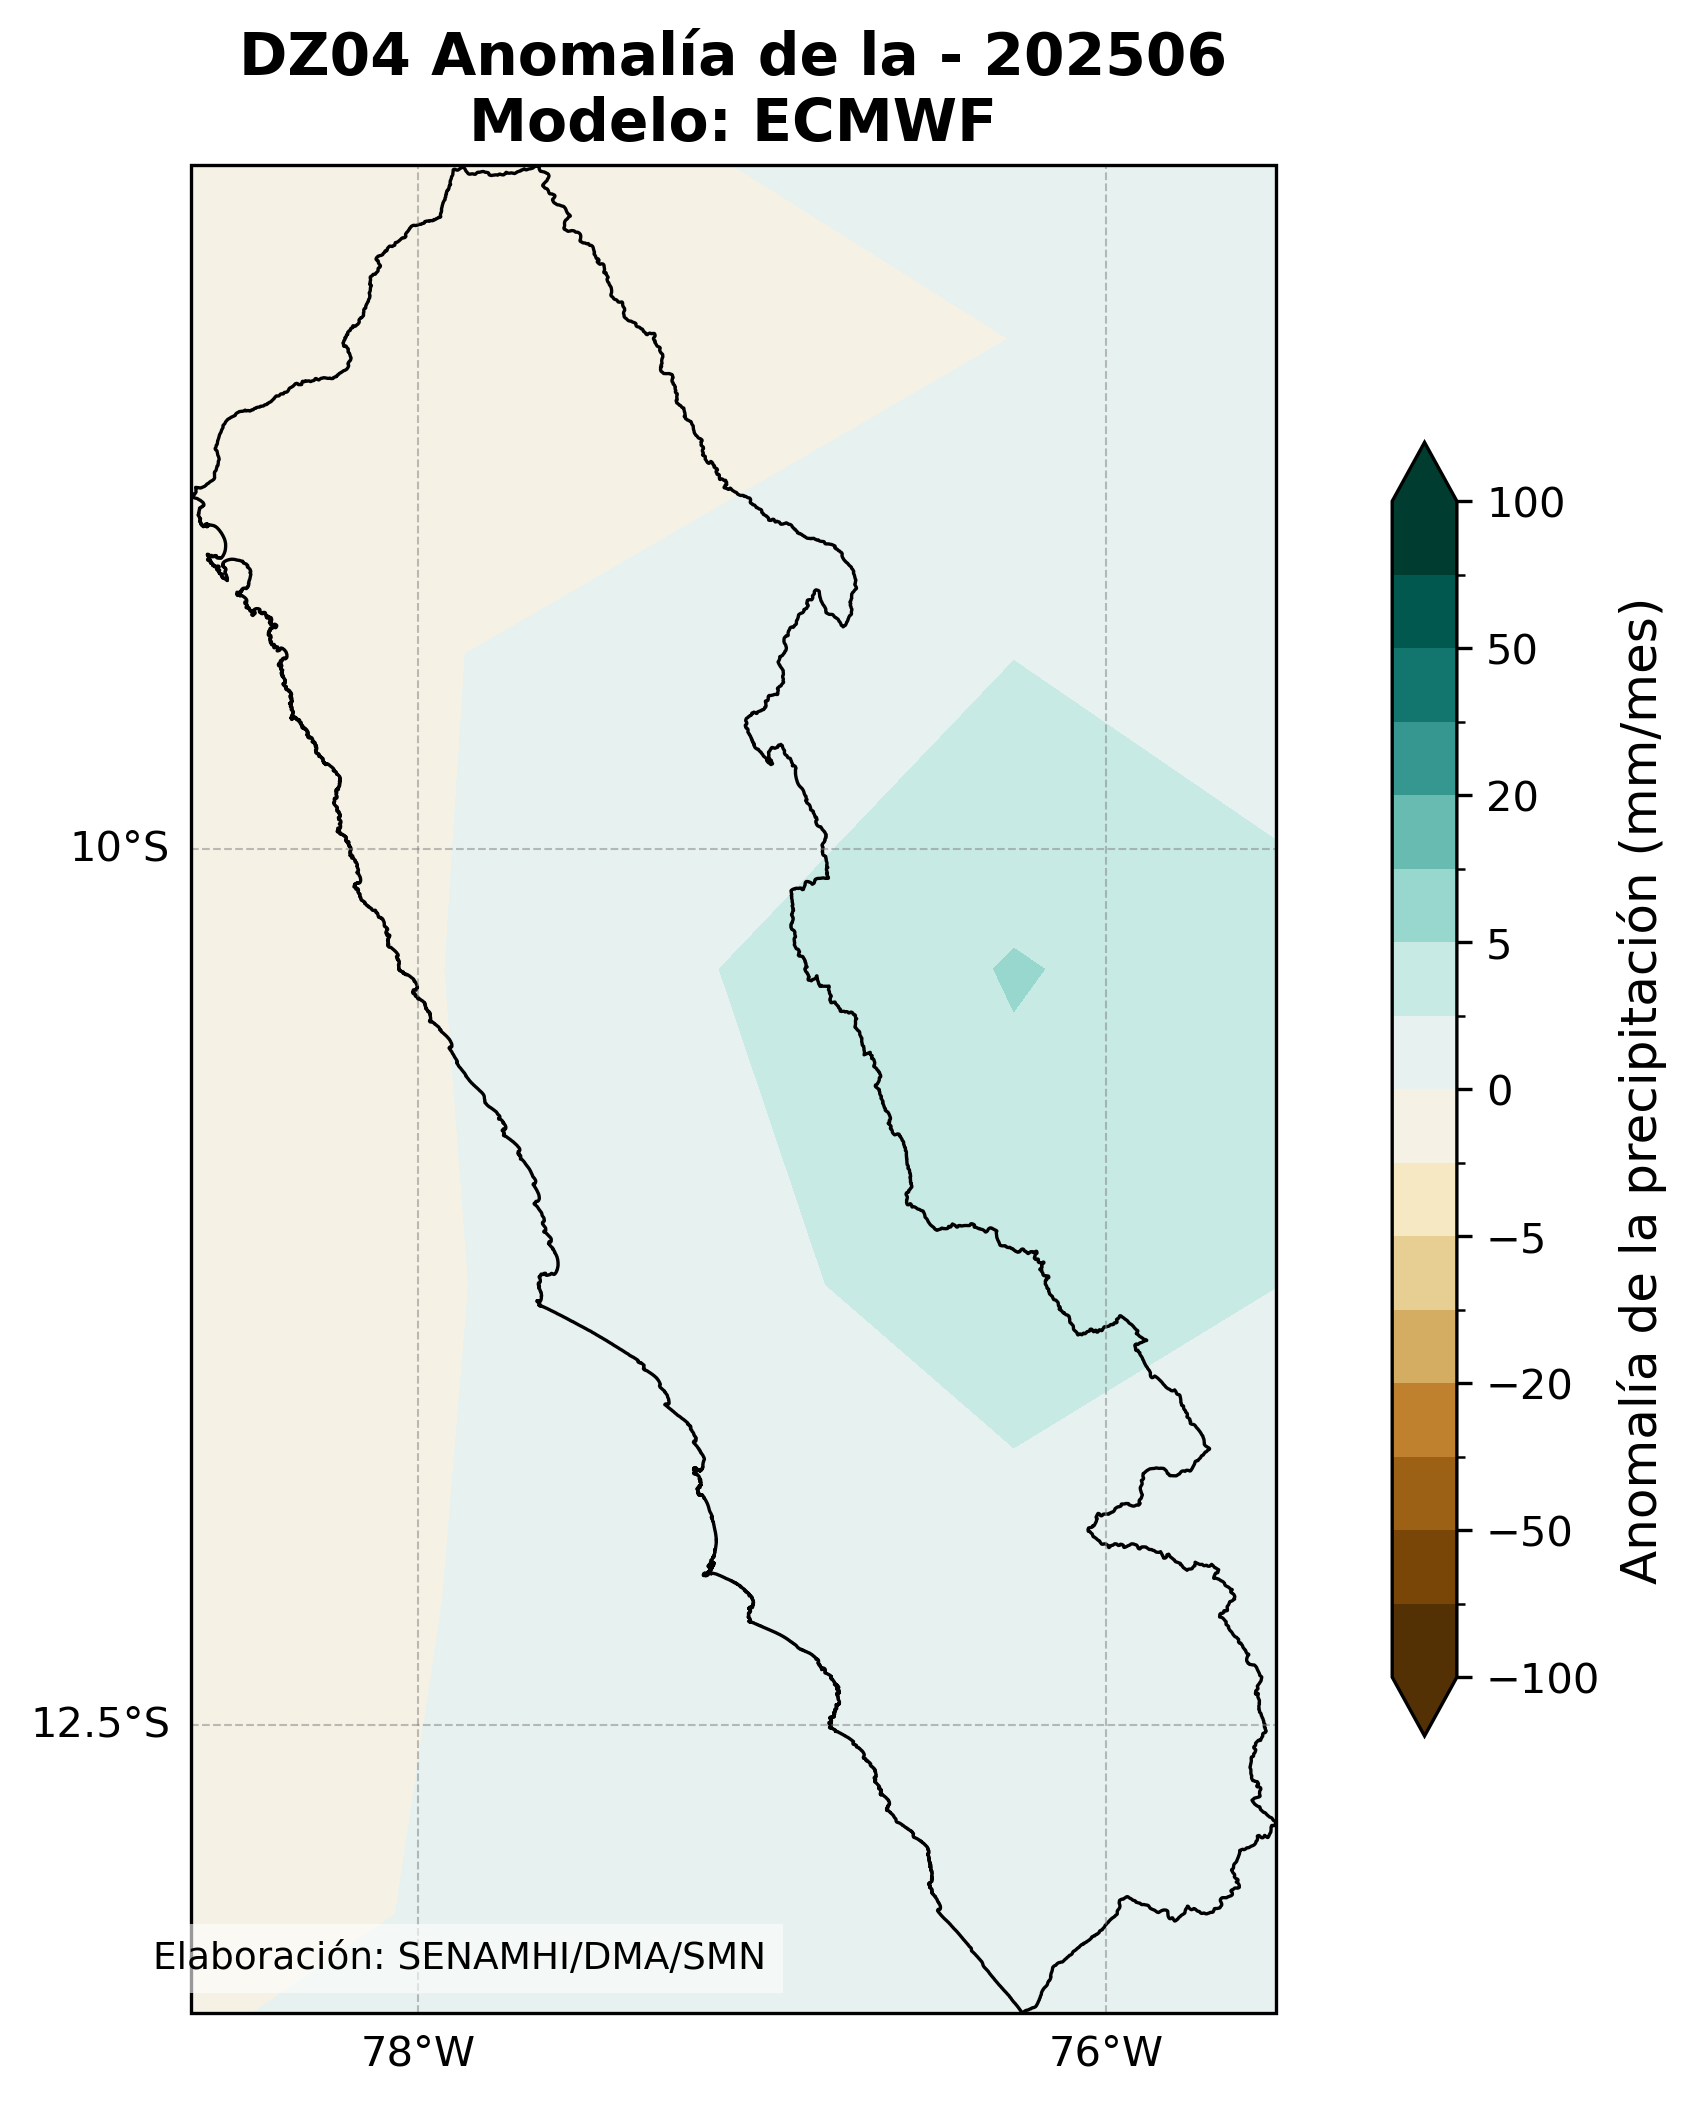 DZ04 Anomalía de la - 202506
Modelo: ECMWF
10°S
12.5°S
78°W
76°W
Elaboración: SENAMHI/DMA/SMN
100
50
20
5
0
−5
−20
−50
−100
Anomalía de la precipitación (mm/mes)